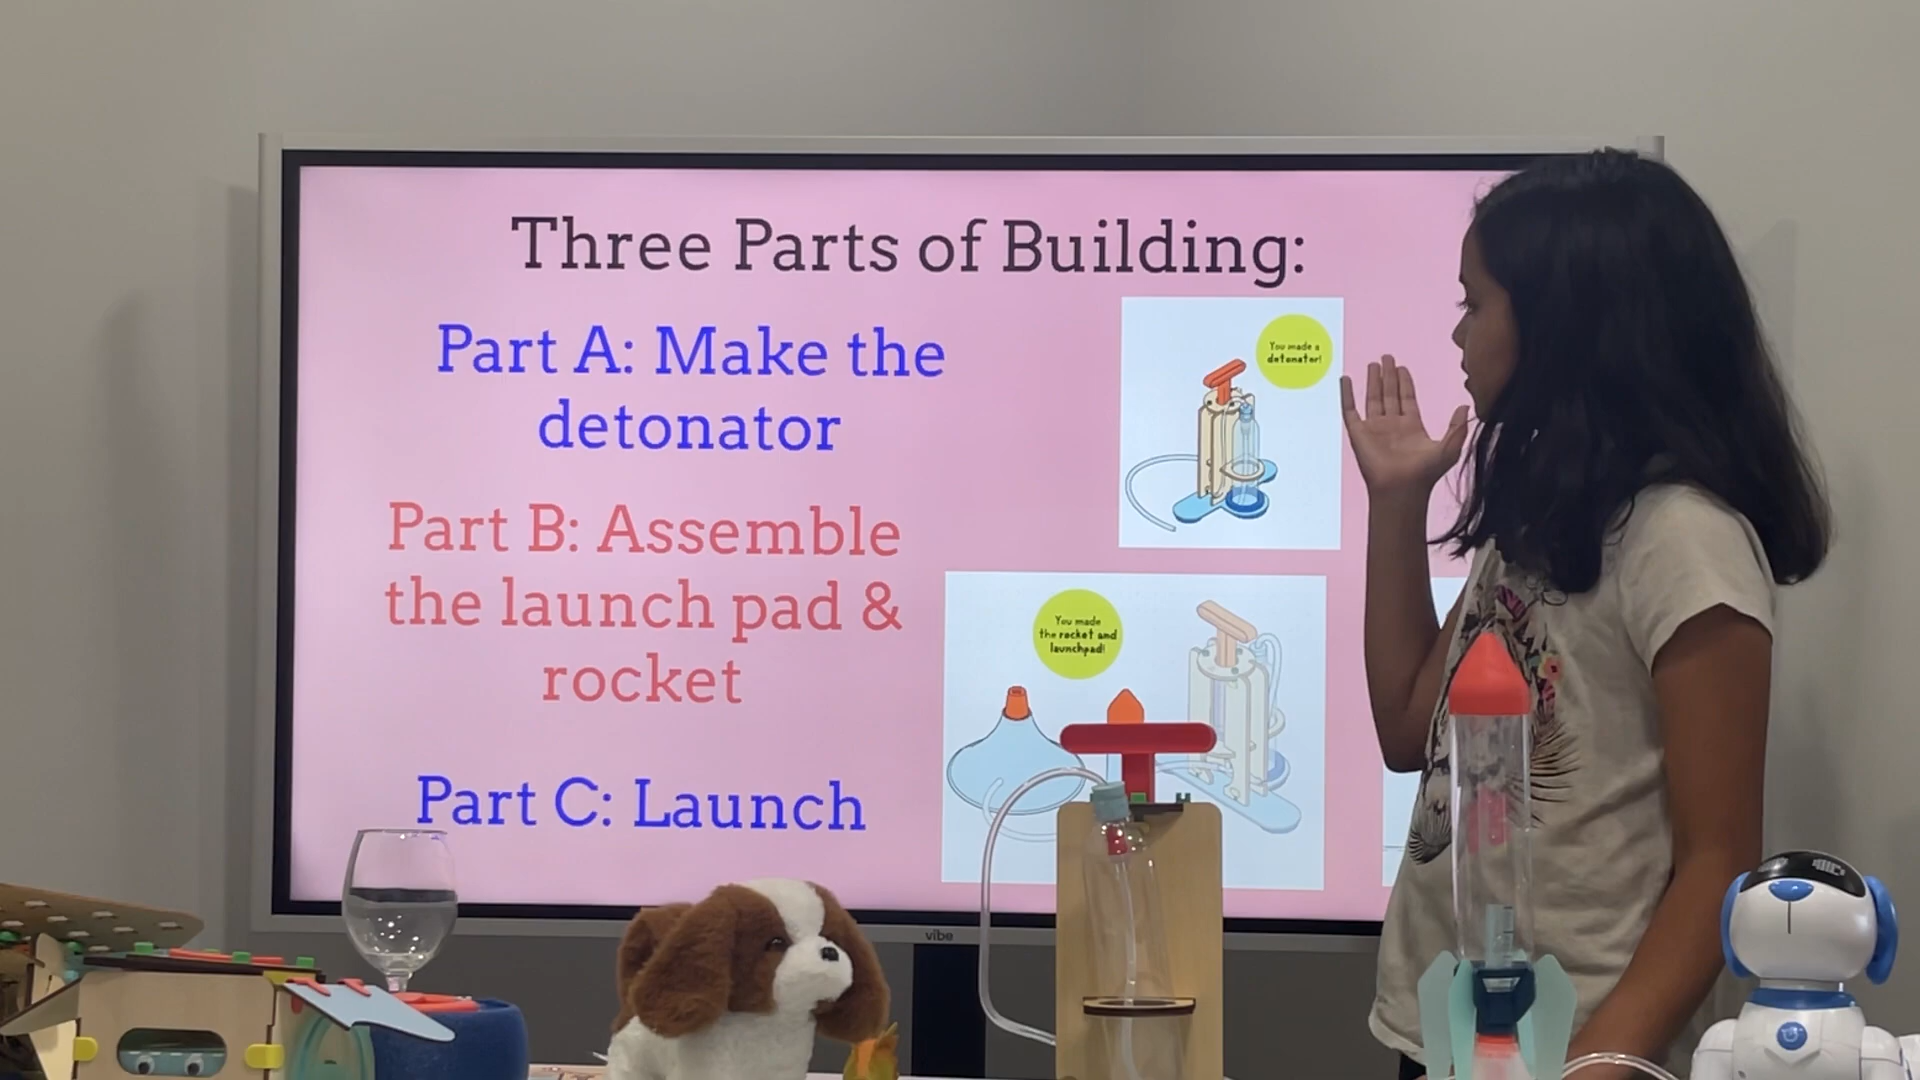 Three Parts of Building:
Part A: Make the
detonator
You made a
detonator!
Part B: Assemble
the launch pad &
rocket
You made
the rocket and
launchpad!
Part C: Launch
vibe